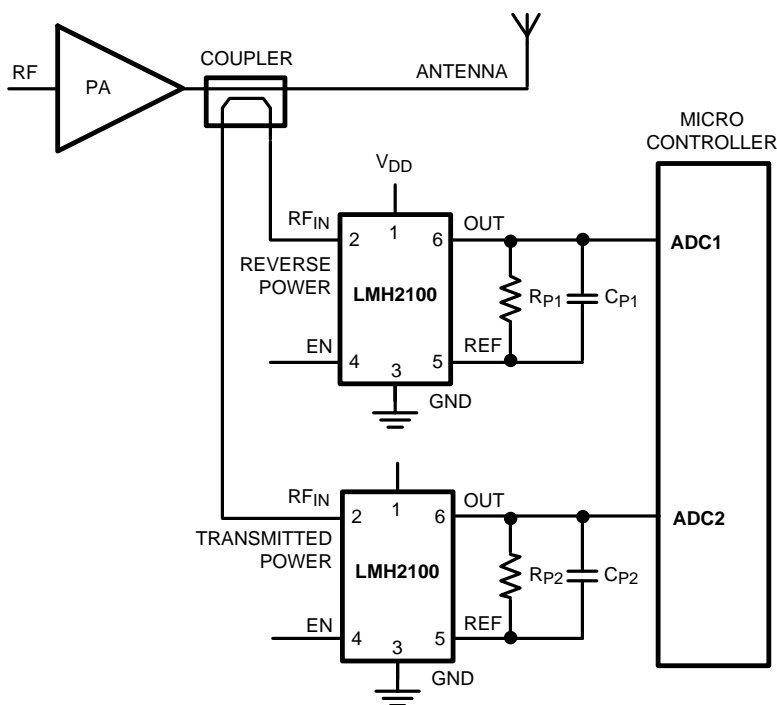 COUPLER
RF
PA
ANTENNA
MICRO
CONTROLLER
VDD
RFIN
2
1
6
OUT
ADC1
REVERSE
POWER
LMH2100
RP1
CP1
EN
4
3
5
REF
GND
RFIN
2
1
6
OUT
ADC2
TRANSMITTED
POWER
LMH2100
RP2
CP2
EN
4
3
5
REF
GND